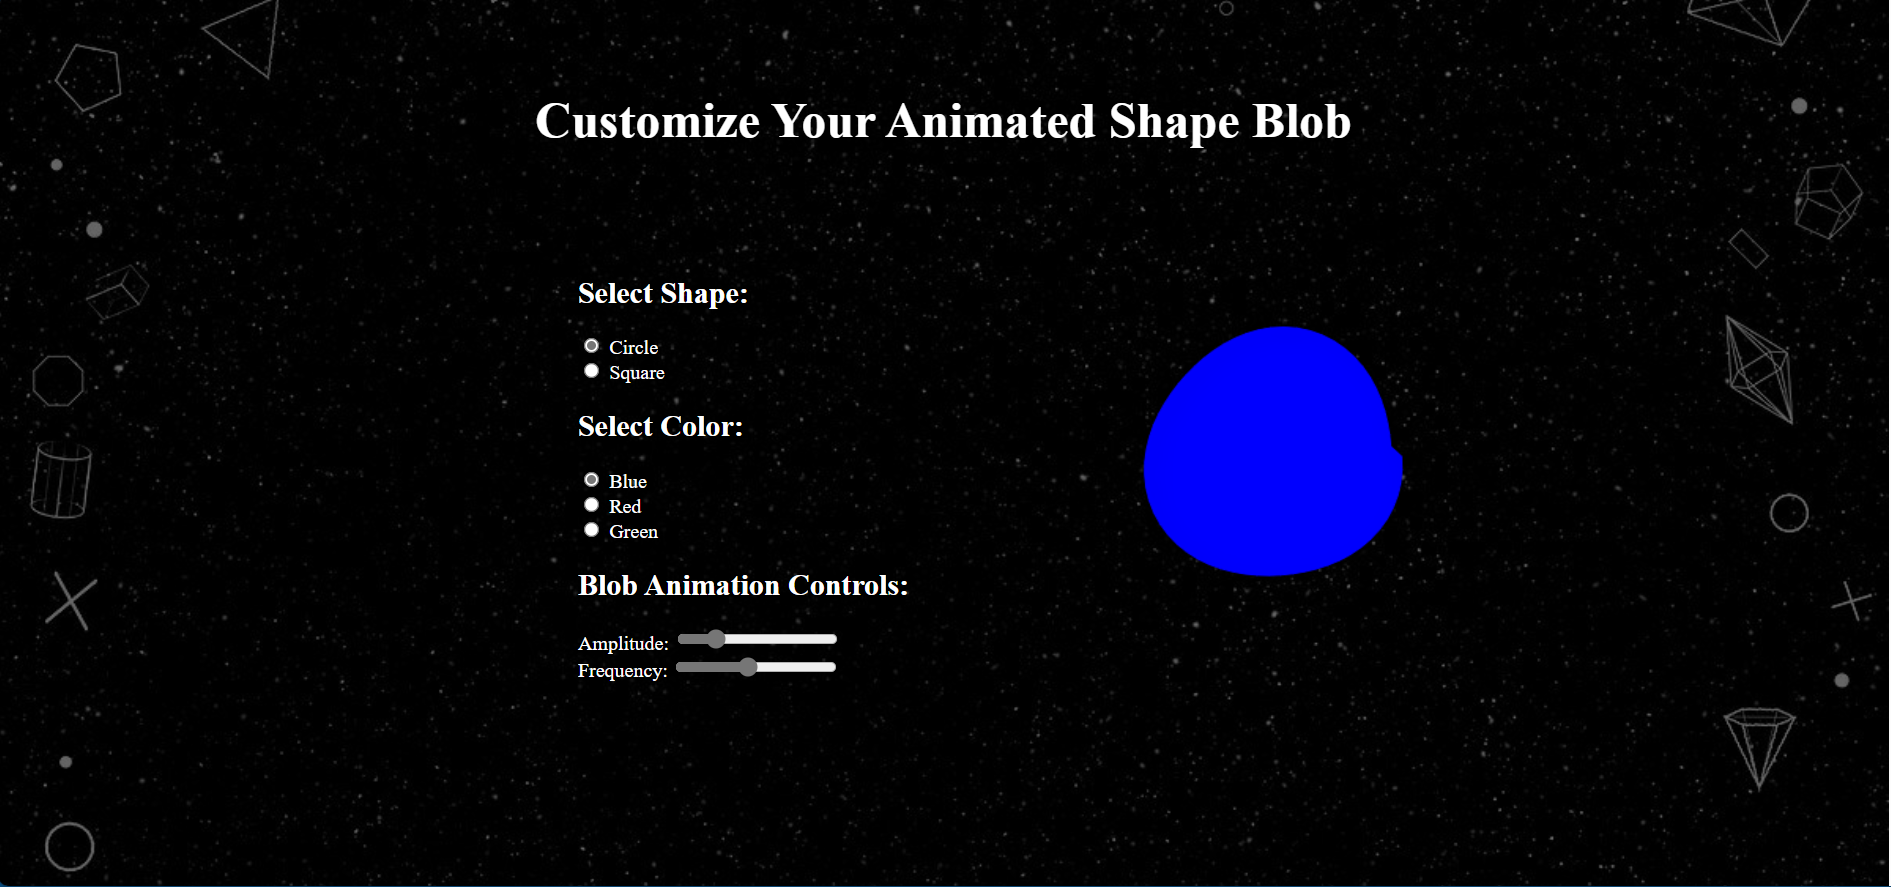 Customize Your Animated Shape Blob
Select Shape:
Circle
Square
Select Color:
Blue
Red
Green
Blob Animation Controls:
Amplitude:
Frequency: